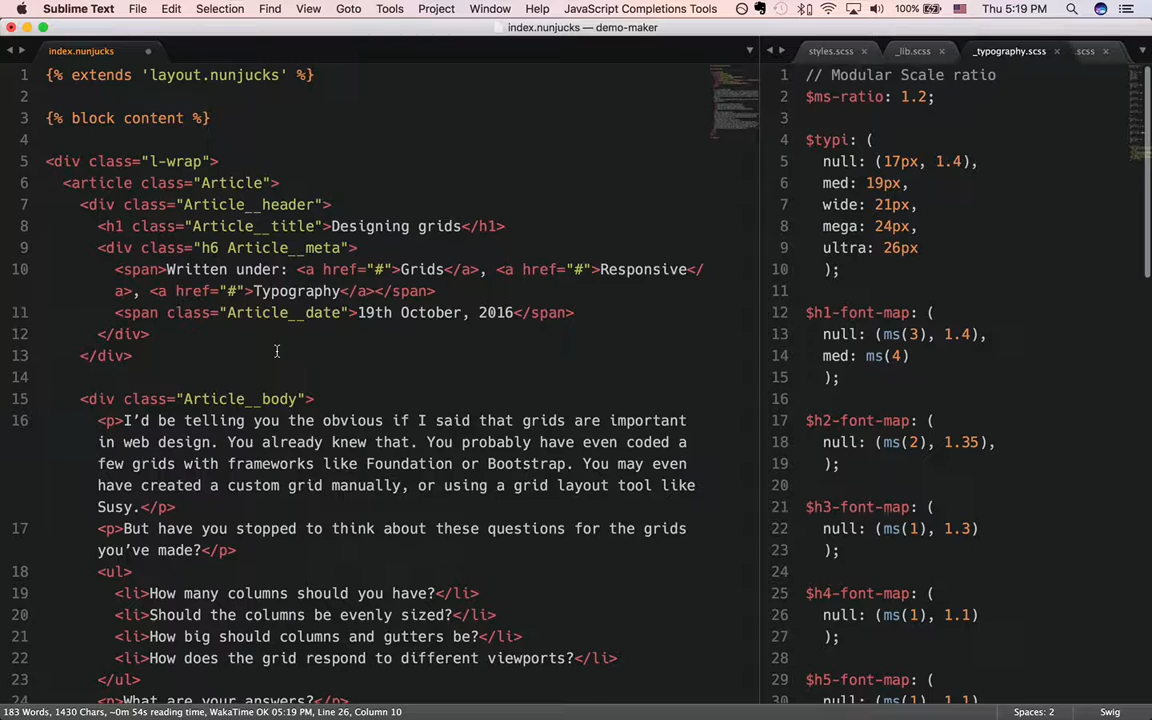 Sublime Text File Edit Selection Find View Goto Tools Project Window Help JavaScript Completions Tools 100% Thu 5:19 PM
index.nunjucks — demo-maker
index.nunjucks
1 {% extends 'layout.nunjucks' %}
2
3 {% block content %}
4
5 <div class="l-wrap">
6 <article class="Article">
7 <div class="Article__header">
8 <h1 class="Article__title">Designing grids</h1>
9 <div class="h6 Article__meta">
10 <span>Written under: <a href="#">Grids</a>, <a href="#">Responsive</
a>, <a href="#">Typography</a></span>
11 <span class="Article__date">19th October, 2016</span>
12 </div>
13 </div>
14
15 <div class="Article__body">
16 <p>I’d be telling you the obvious if I said that grids are important
in web design. You already knew that. You probably have even coded a
few grids with frameworks like Foundation or Bootstrap. You may even
have created a custom grid manually, or using a grid layout tool like
Susy.</p>
17 <p>But have you stopped to think about these questions for the grids
you’ve made?</p>
18 <ul>
19 <li>How many columns should you have?</li>
20 <li>Should the columns be evenly sized?</li>
21 <li>How big should columns and gutters be?</li>
22 <li>How does the grid respond to different viewports?</li>
23 </ul>
24 <p>What are your answers?</p>
styles.scss _lib.scss _typography.scss .scss
1 // Modular Scale ratio
2 $ms-ratio: 1.2;
3
4 $typi: (
5 null: (17px, 1.4),
6 med: 19px,
7 wide: 21px,
8 mega: 24px,
9 ultra: 26px
10 );
11
12 $h1-font-map: (
13 null: (ms(3), 1.4),
14 med: ms(4)
15 );
16
17 $h2-font-map: (
18 null: (ms(2), 1.35),
19 );
20
21 $h3-font-map: (
22 null: (ms(1), 1.3)
23 );
24
25 $h4-font-map: (
26 null: (ms(1), 1.1)
27 );
28
29 $h5-font-map: (
30 null: (ms(1), 1.1)
183 Words, 1430 Chars, ~0m 54s reading time, WakaTime OK 05:19 PM, Line 26, Column 10 Spaces: 2 Swig